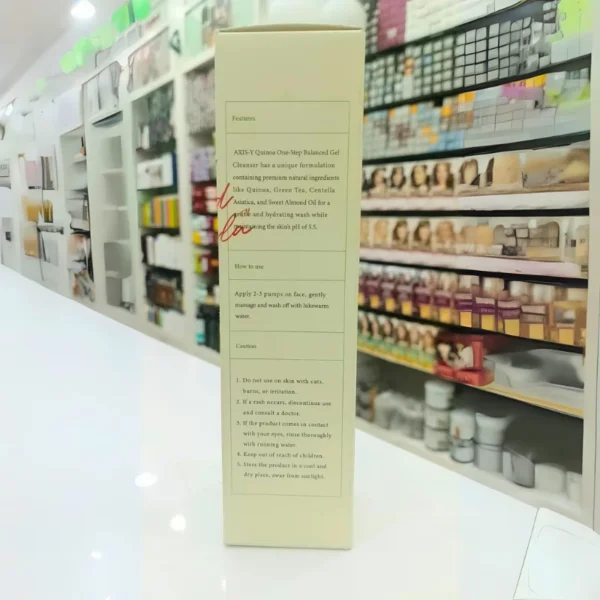 Features
AXIS-Y Quinoa One-Step Balanced Gel
Cleanser has a unique formulation
containing premium natural ingredients
like Quinoa, Green Tea, Centella
Asiatica, and Sweet Almond Oil for a
gentle and hydrating wash while
maintaining the skin's pH of 5.5.
How to use
Apply 2-5 pumps on face, gently
massage and wash off with lukewarm
water.
Caution
1. Do not use on skin with cuts,
burns, or irritation.
2. If a rash occurs, discontinue use
and consult a doctor.
3. If the product comes in contact
with your eyes, rinse thoroughly
with running water.
4. Keep out of reach of children.
5. Store the product in a cool and
dry place, away from sunlight.